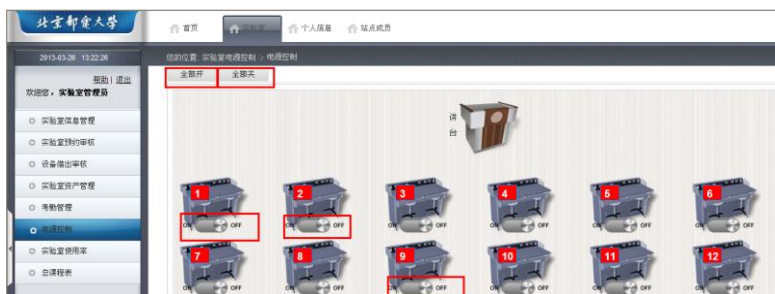 北京邮电大学
首页
实验室
个人信息
站点成员
2013-03-26 13:22:26
您的位置: 实验室电源控制 > 电源控制
帮助 | 退出
欢迎您，实验室管理员
全部开
全部关
讲
台
实验室信息管理
实验室预约审核
设备借出审核
实验室资产管理
考勤管理
电源控制
实验室使用率
总课程表
1
2
3
4
5
6
ON OFF
ON OFF
ON OFF
ON OFF
ON OFF
ON OFF
7
8
9
10
11
12
ON OFF
ON OFF
ON OFF
ON OFF
ON OFF
ON OFF